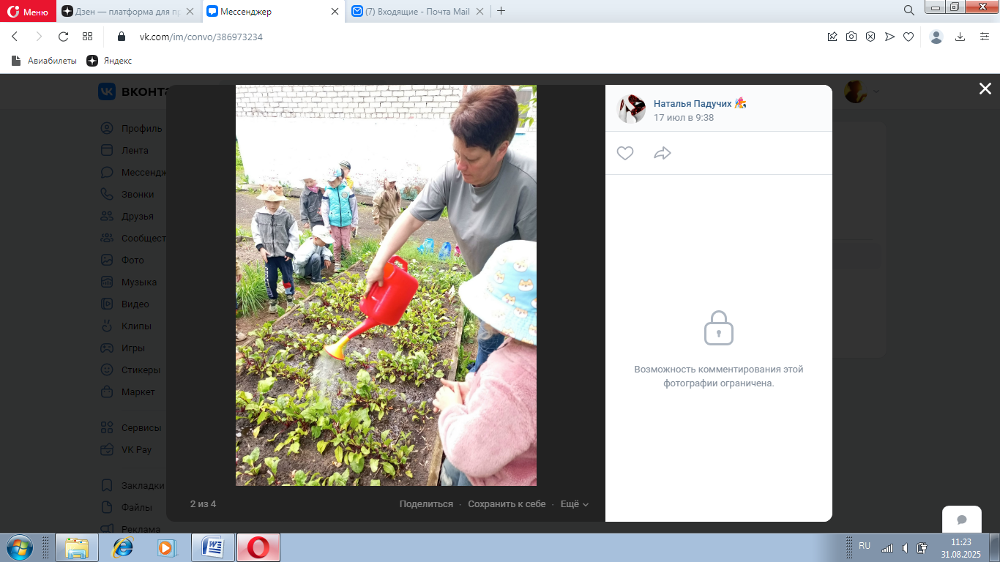 Меню
Дзен — платформа для пр
Мессенджер
(7) Входящие - Почта Mail
vk.com/im/convo/386973234
Авиабилеты
Яндекс
ВКОНТА
Профиль
Лента
Мессендж
Звонки
Друзья
Сообщест
Фото
Музыка
Видео
Клипы
Игры
Стикеры
Маркет
Сервисы
VK Pay
Закладки
Файлы
Реклама
Наталья Падучих
17 июл в 9:38
Возможность комментирования этой
фотографии ограничена.
2 из 4
Поделиться · Сохранить к себе · Ещё
RU
11:23
31.08.2025